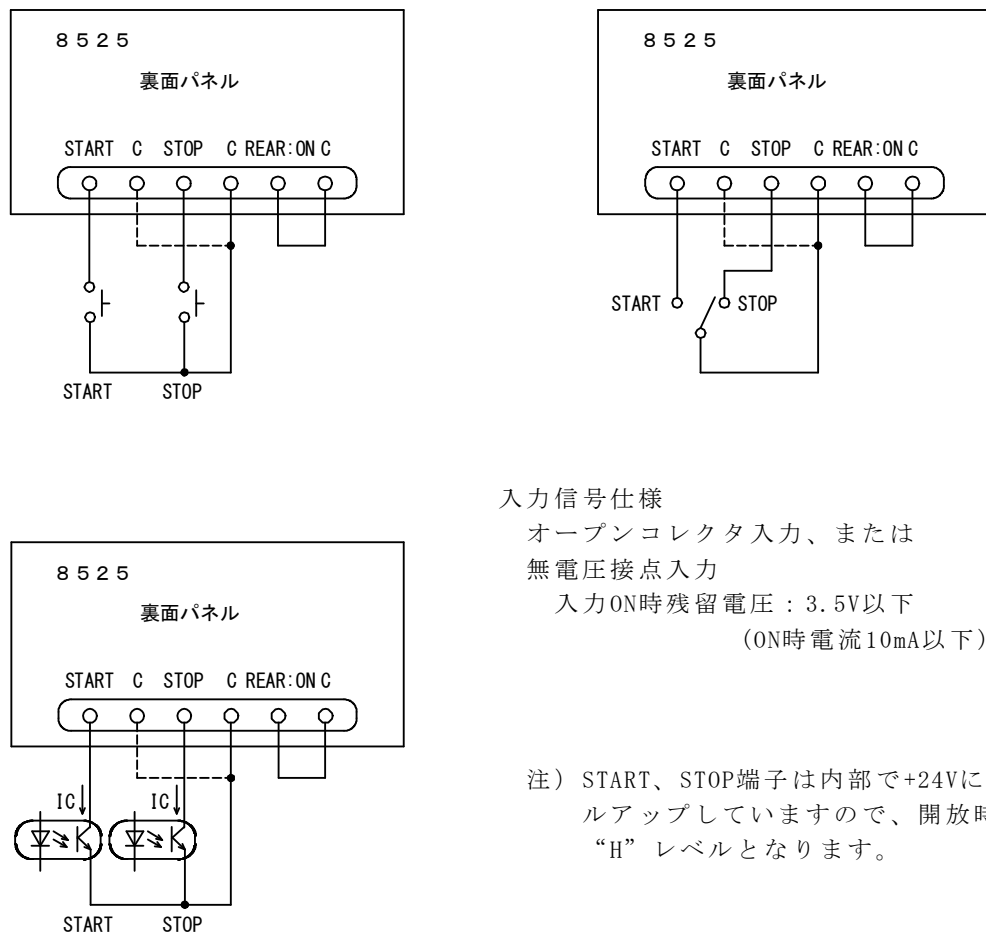 ８５２５
裏面パネル
START C STOP C REAR:ON C
START STOP
８５２５
裏面パネル
START C STOP C REAR:ON C
START STOP
８５２５
裏面パネル
START C STOP C REAR:ON C
IC IC
START STOP
入力信号仕様
オープンコレクタ入力、または
無電圧接点入力
入力ON時残留電圧：3.5V以下
(ON時電流10mA以下)
注) START、STOP端子は内部で+24Vに
ルアップしていますので、開放時
“H”レベルとなります。